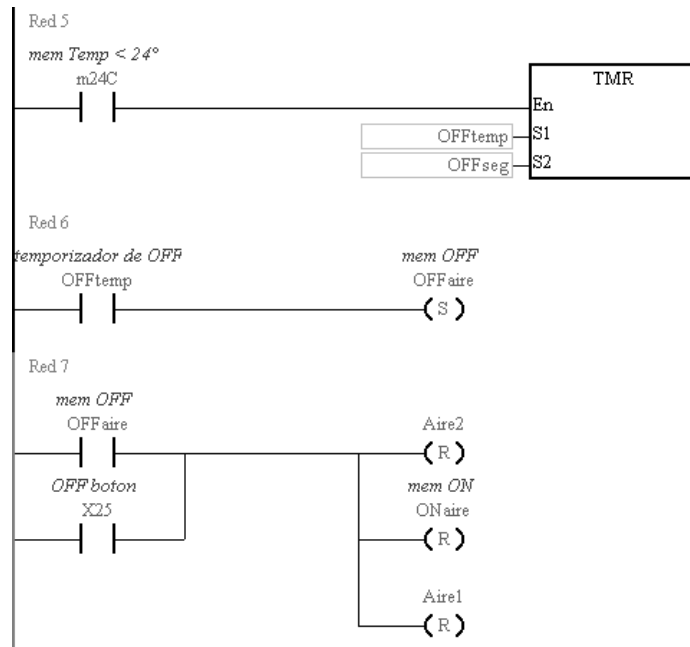 Red 5
mem Temp < 24°
m24C
TMR
En
OFFtemp S1
OFFseg S2
Red 6
temporizador de OFF
mem OFF
OFFtemp
OFFaire
S
Red 7
mem OFF
OFFaire
Aire2
R
OFF boton
mem ON
X25
ONaire
R
Aire1
R